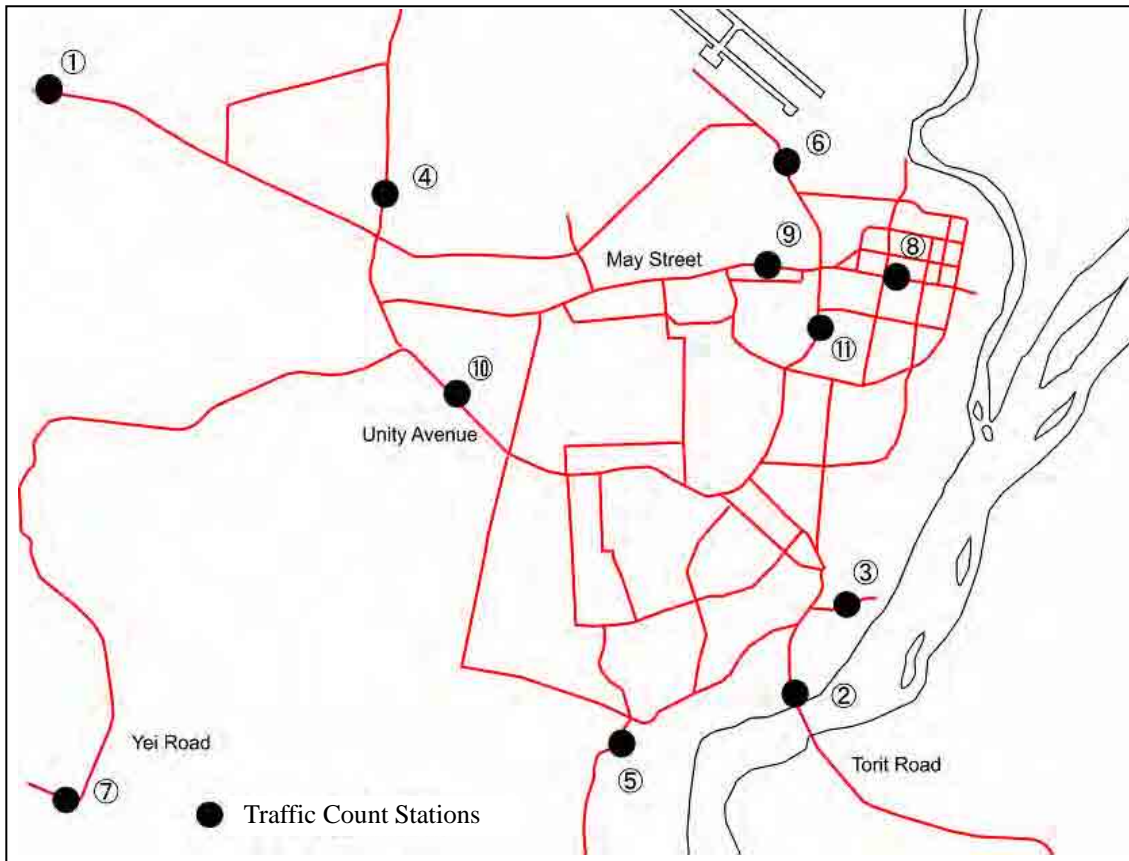 ①
④
⑥
⑨
May Street
⑧
⑪
⑩
Unity Avenue
③
②
Yei Road
Torit Road
⑤
⑦
Traffic Count Stations